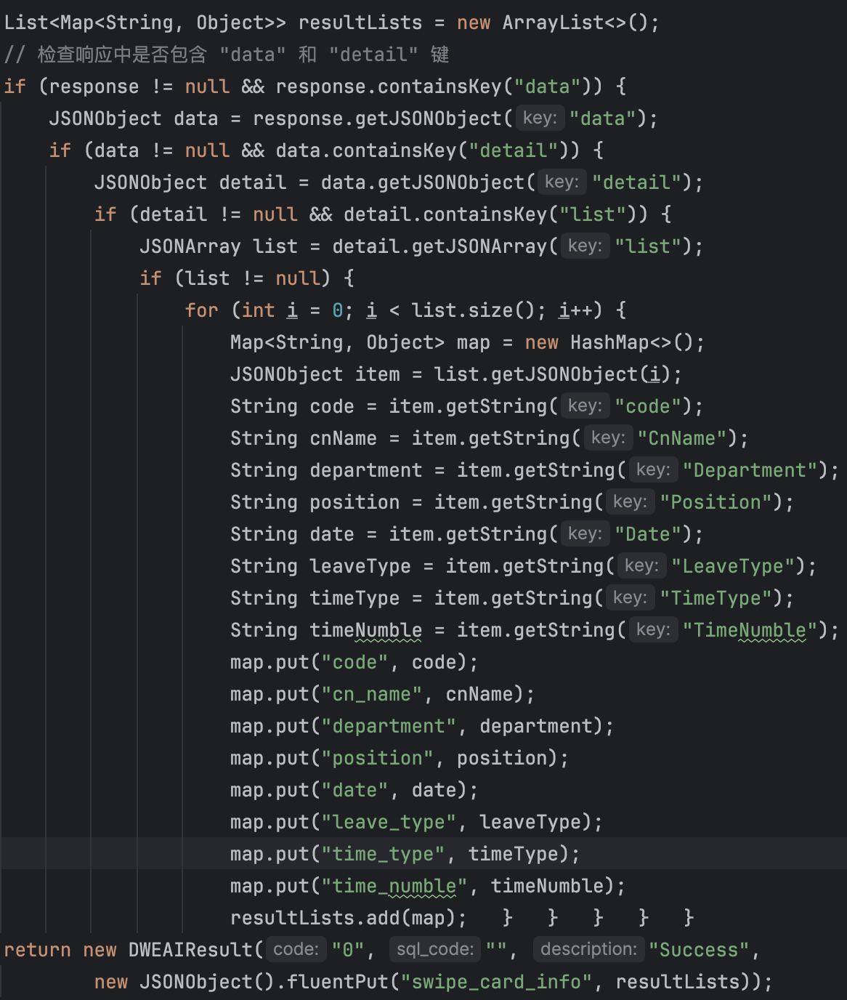 List<Map<String, Object>> resultLists = new ArrayList<>();
// 检查响应中是否包含 "data" 和 "detail" 键
if (response != null && response.containsKey("data")) {
    JSONObject data = response.getJSONObject( key: "data");
    if (data != null && data.containsKey("detail")) {
        JSONObject detail = data.getJSONObject( key: "detail");
        if (detail != null && detail.containsKey("list")) {
            JSONArray list = detail.getJSONArray( key: "list");
            if (list != null) {
                for (int i = 0; i < list.size(); i++) {
                    Map<String, Object> map = new HashMap<>();
                    JSONObject item = list.getJSONObject(i);
                    String code = item.getString( key: "code");
                    String cnName = item.getString( key: "CnName");
                    String department = item.getString( key: "Department");
                    String position = item.getString( key: "Position");
                    String date = item.getString( key: "Date");
                    String leaveType = item.getString( key: "LeaveType");
                    String timeType = item.getString( key: "TimeType");
                    String timeNumble = item.getString( key: "TimeNumble");
                    map.put("code", code);
                    map.put("cn_name", cnName);
                    map.put("department", department);
                    map.put("position", position);
                    map.put("date", date);
                    map.put("leave_type", leaveType);
                    map.put("time_type", timeType);
                    map.put("time_numble", timeNumble);
                    resultLists.add(map);   }   }   }   }   }
return new DWEAIResult( code: "0",  sql_code: "",  description: "Success",
        new JSONObject().fluentPut("swipe_card_info", resultLists));